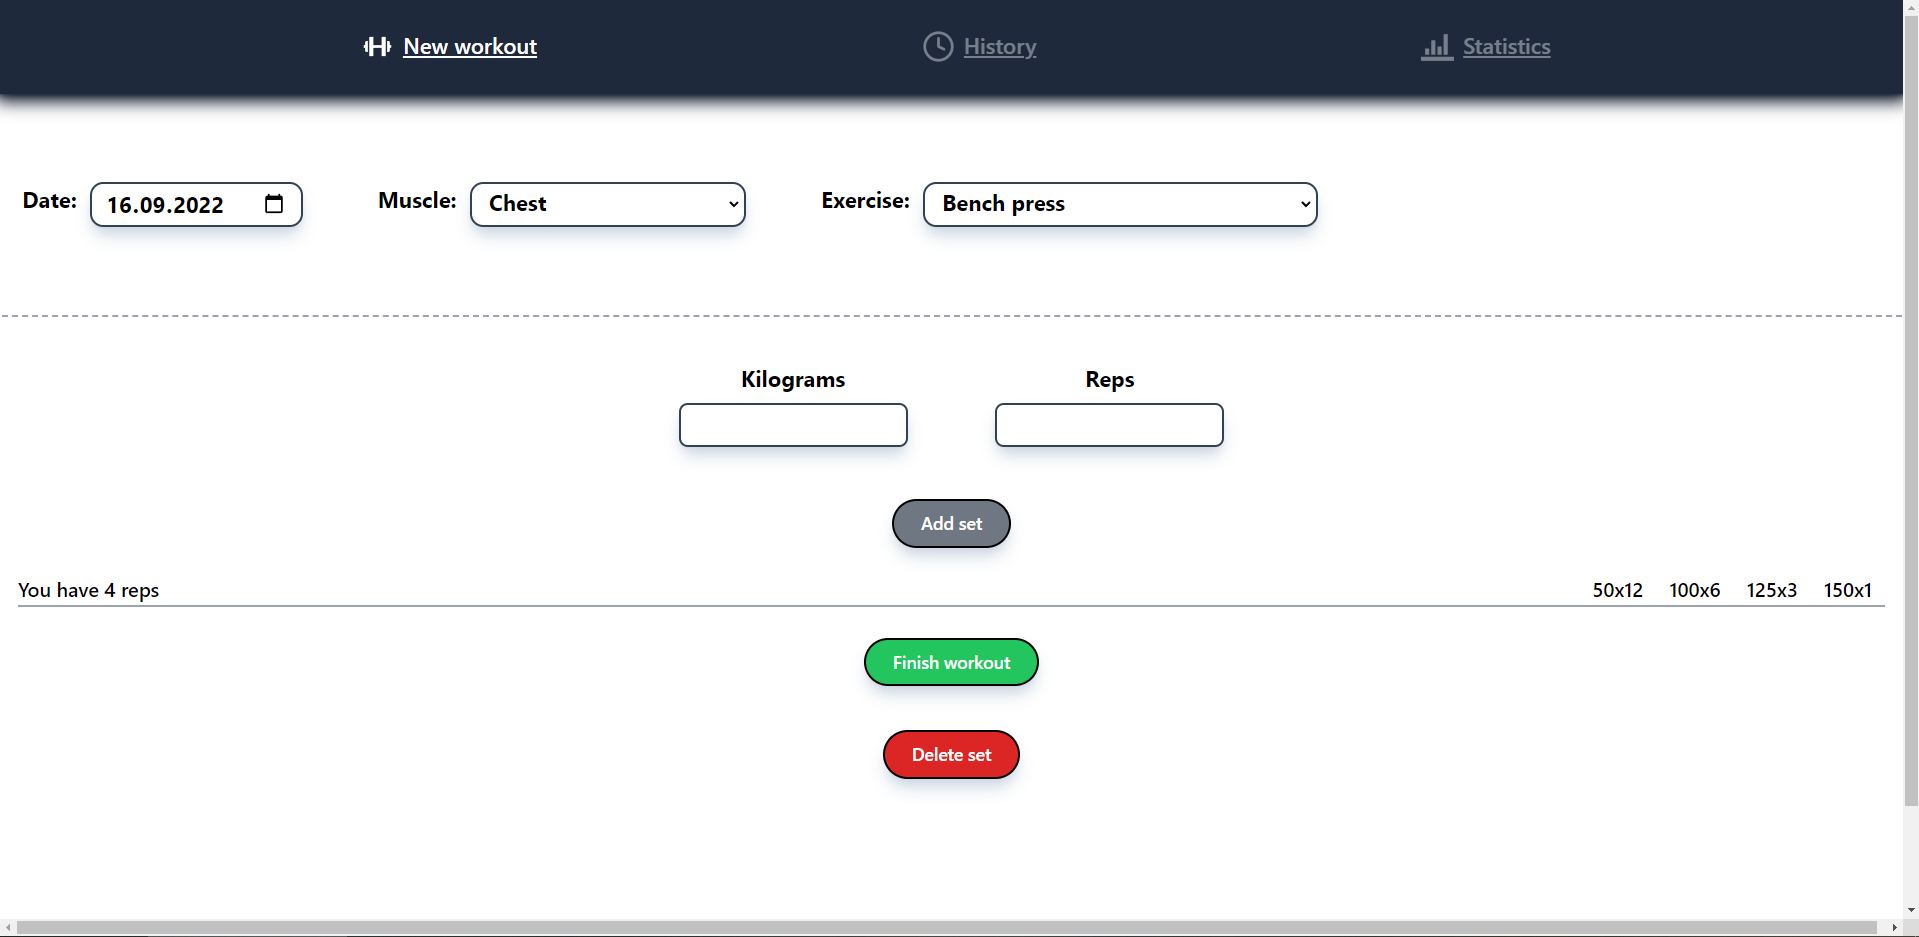 New workout History Statistics
Date: 16.09.2022 Muscle: Chest Exercise: Bench press
Kilograms Reps
Add set
You have 4 reps 50x12 100x6 125x3 150x1
Finish workout
Delete set